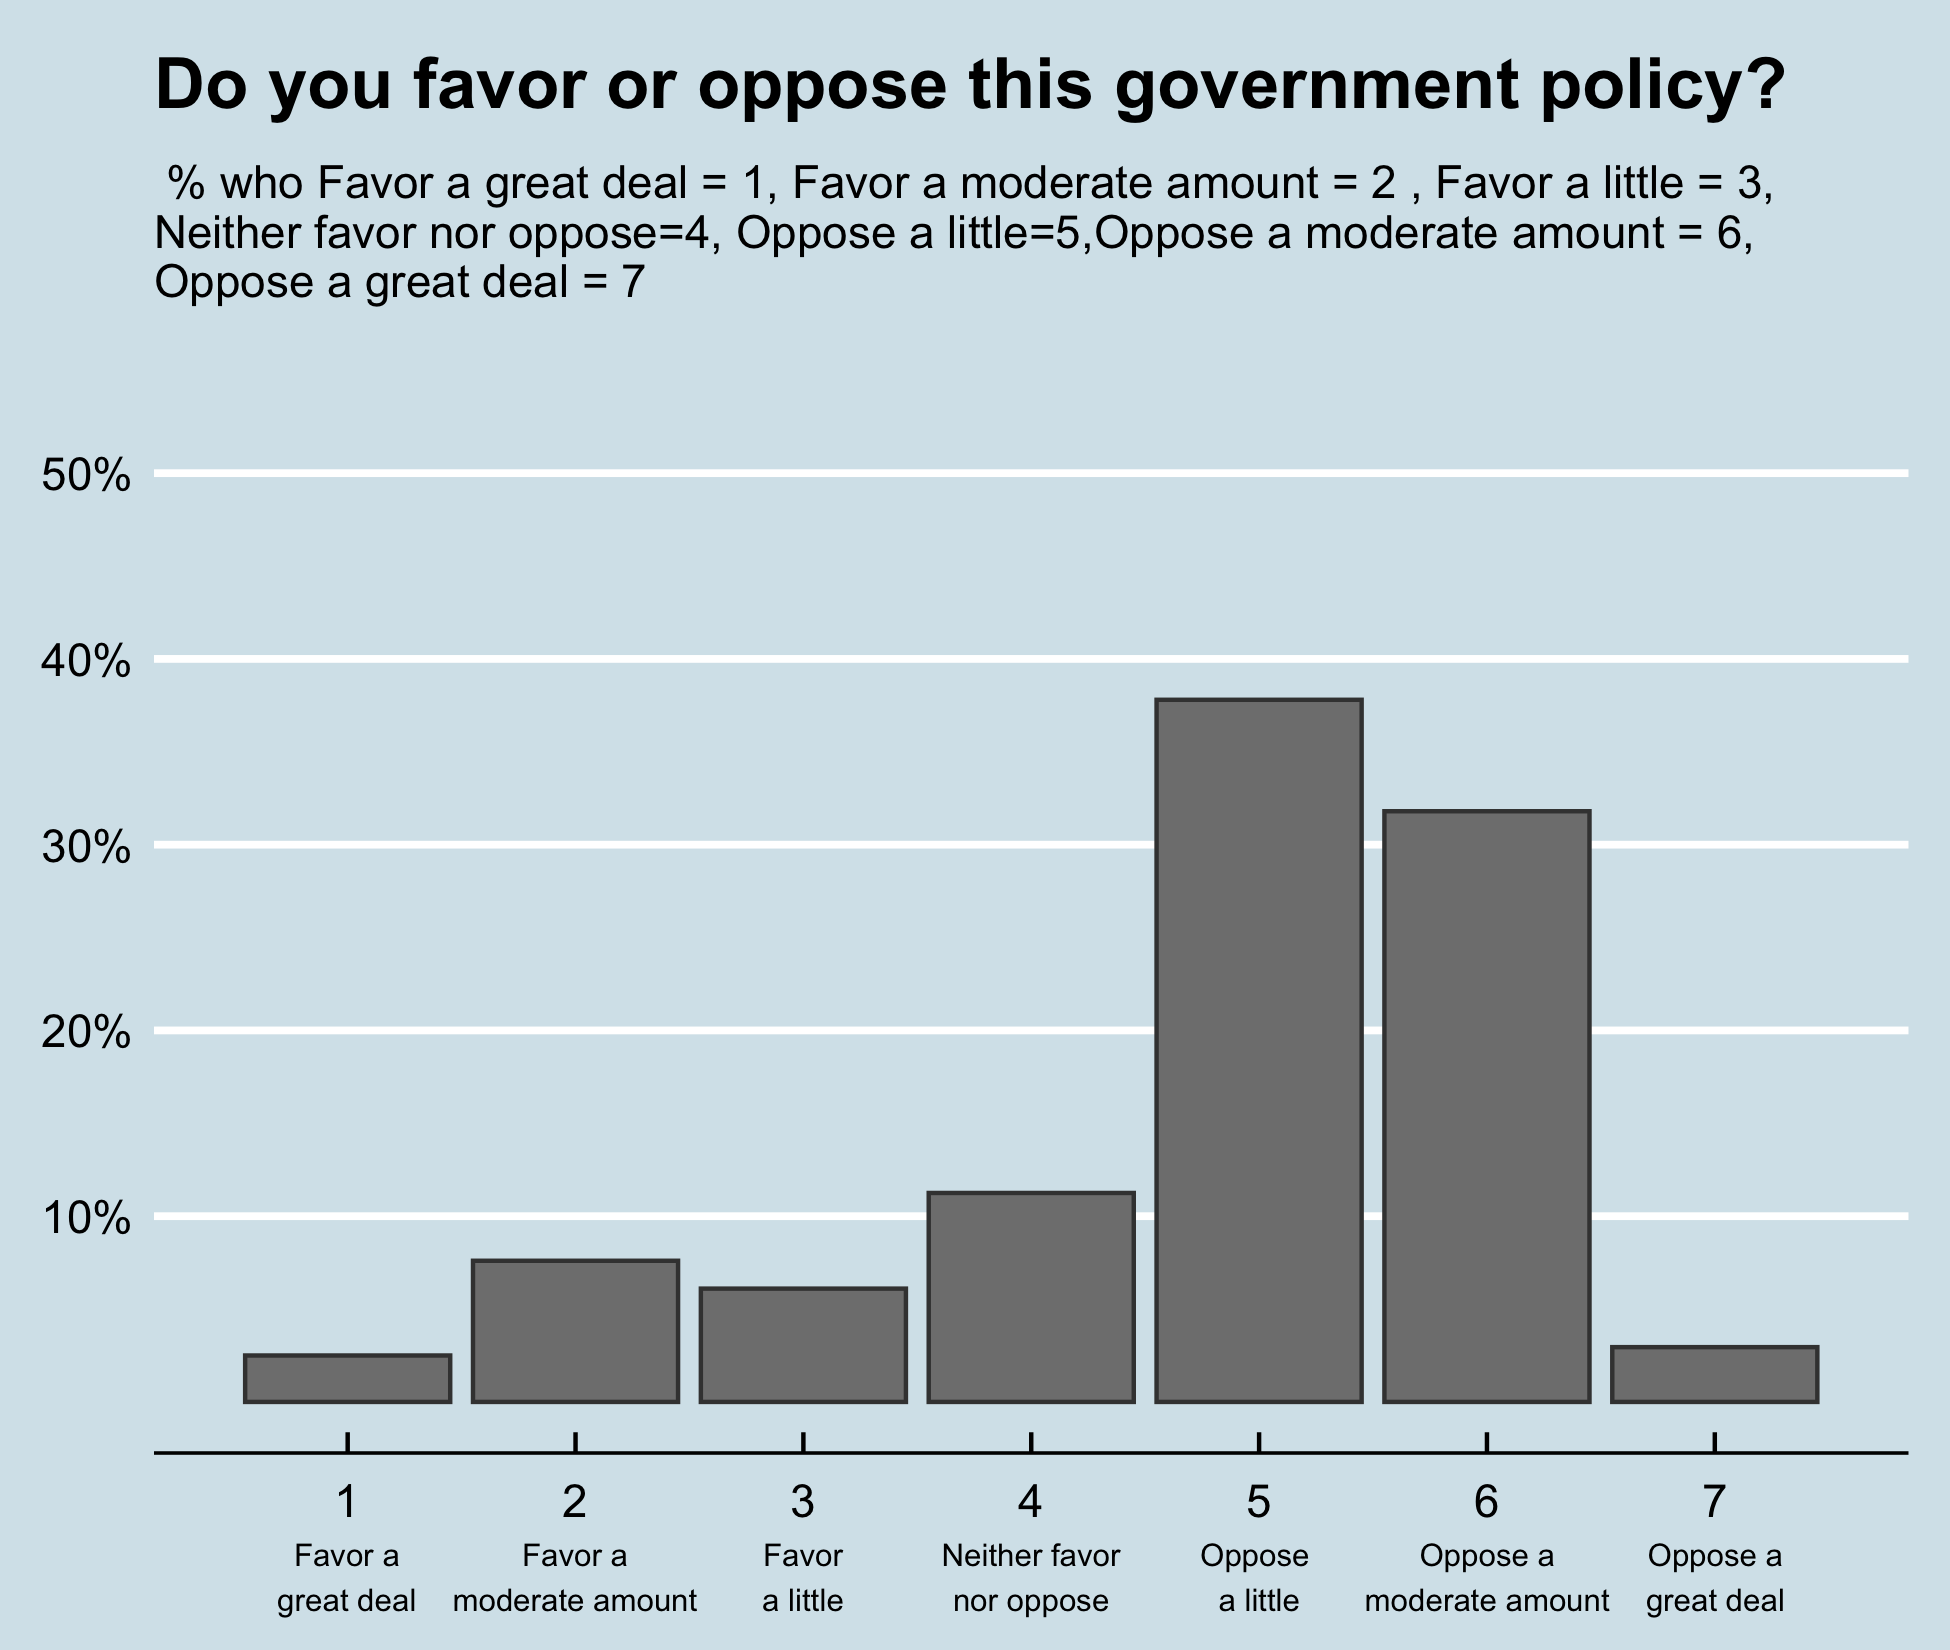 Do you favor or oppose this government policy?
% who Favor a great deal = 1, Favor a moderate amount = 2 , Favor a little = 3,
Neither favor nor oppose=4, Oppose a little=5,Oppose a moderate amount = 6,
Oppose a great deal = 7
50%
40%
30%
20%
10%
1 2 3 4 5 6 7
Favor a Favor a Favor Neither favor Oppose Oppose a Oppose a
great deal moderate amount a little nor oppose a little moderate amount great deal